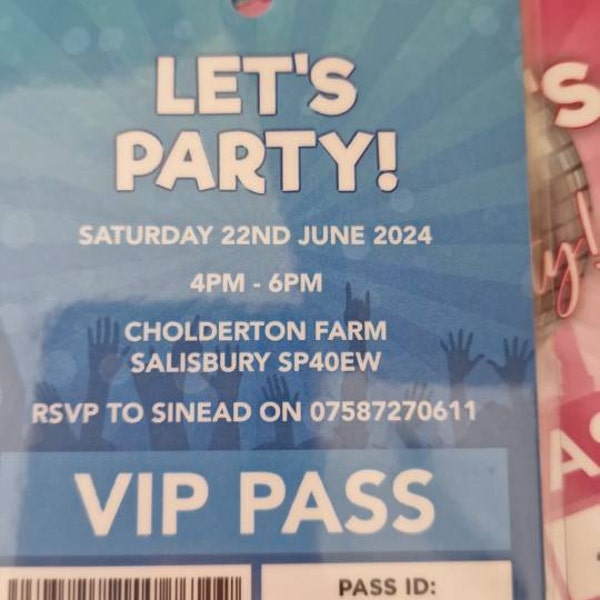 LET'S
PARTY!
SATURDAY 22ND JUNE 2024
4PM - 6PM
CHOLDERTON FARM
SALISBURY SP40EW
RSVP TO SINEAD ON 07587270611
VIP PASS
PASS ID:
'S